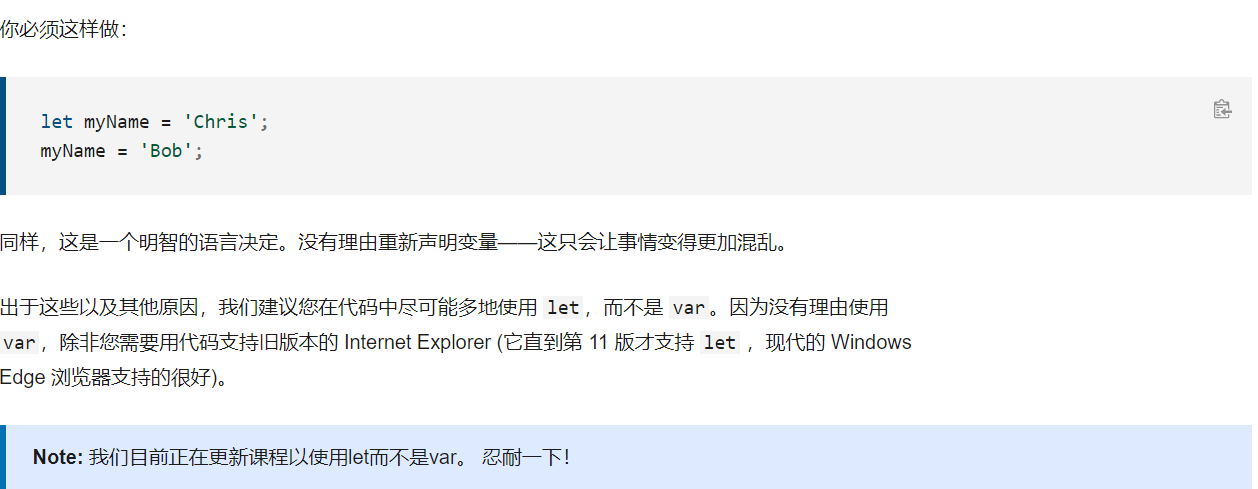 你必须这样做：
let myName = 'Chris';
myName = 'Bob';
同样，这是一个明智的语言决定。没有理由重新声明变量——这只会让事情变得更加混乱。
出于这些以及其他原因，我们建议您在代码中尽可能多地使用 let，而不是 var。因为没有理由使用
var，除非您需要用代码支持旧版本的 Internet Explorer (它直到第 11 版才支持 let ，现代的 Windows
Edge 浏览器支持的很好)。
Note: 我们目前正在更新课程以使用let而不是var。 忍耐一下！